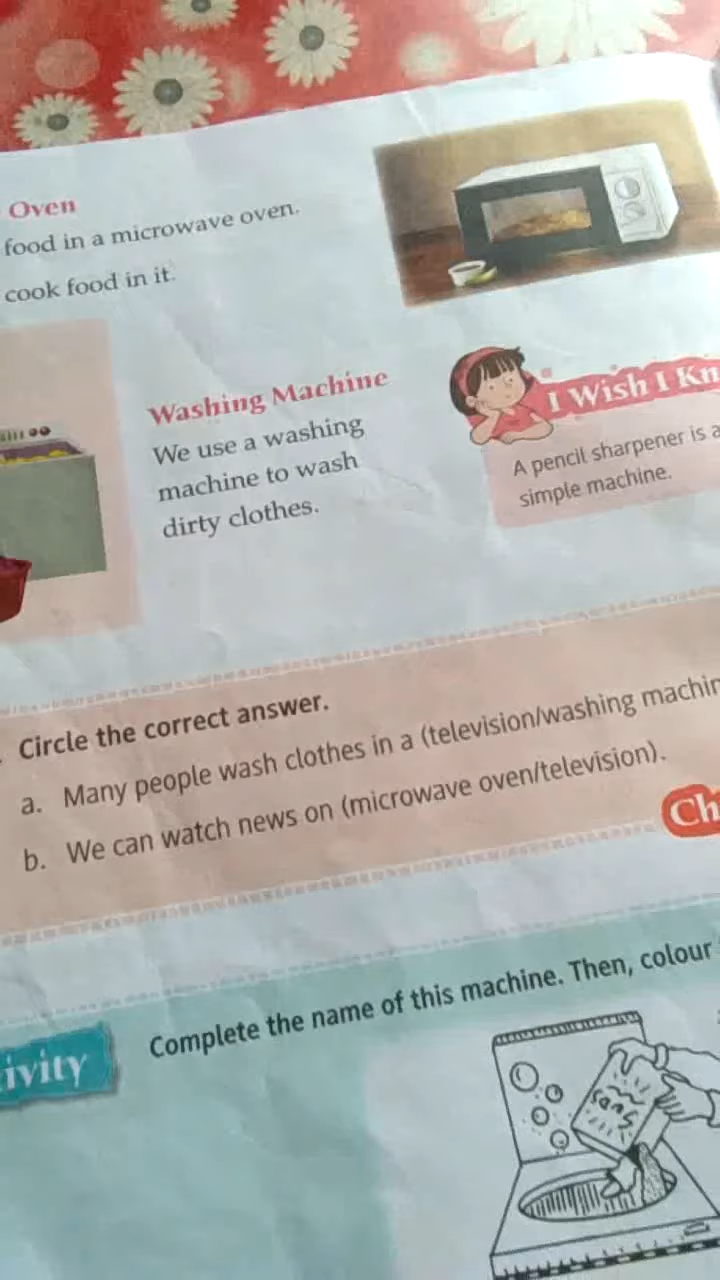 Oven
food in a microwave oven.
cook food in it.
Washing Machine
We use a washing
machine to wash
dirty clothes.
I Wish I Kn
A pencil sharpener is a
simple machine.
Circle the correct answer.
a. Many people wash clothes in a (television/washing machin
b. We can watch news on (microwave oven/television).
Ch
ivity
Complete the name of this machine. Then, colour
SUDS